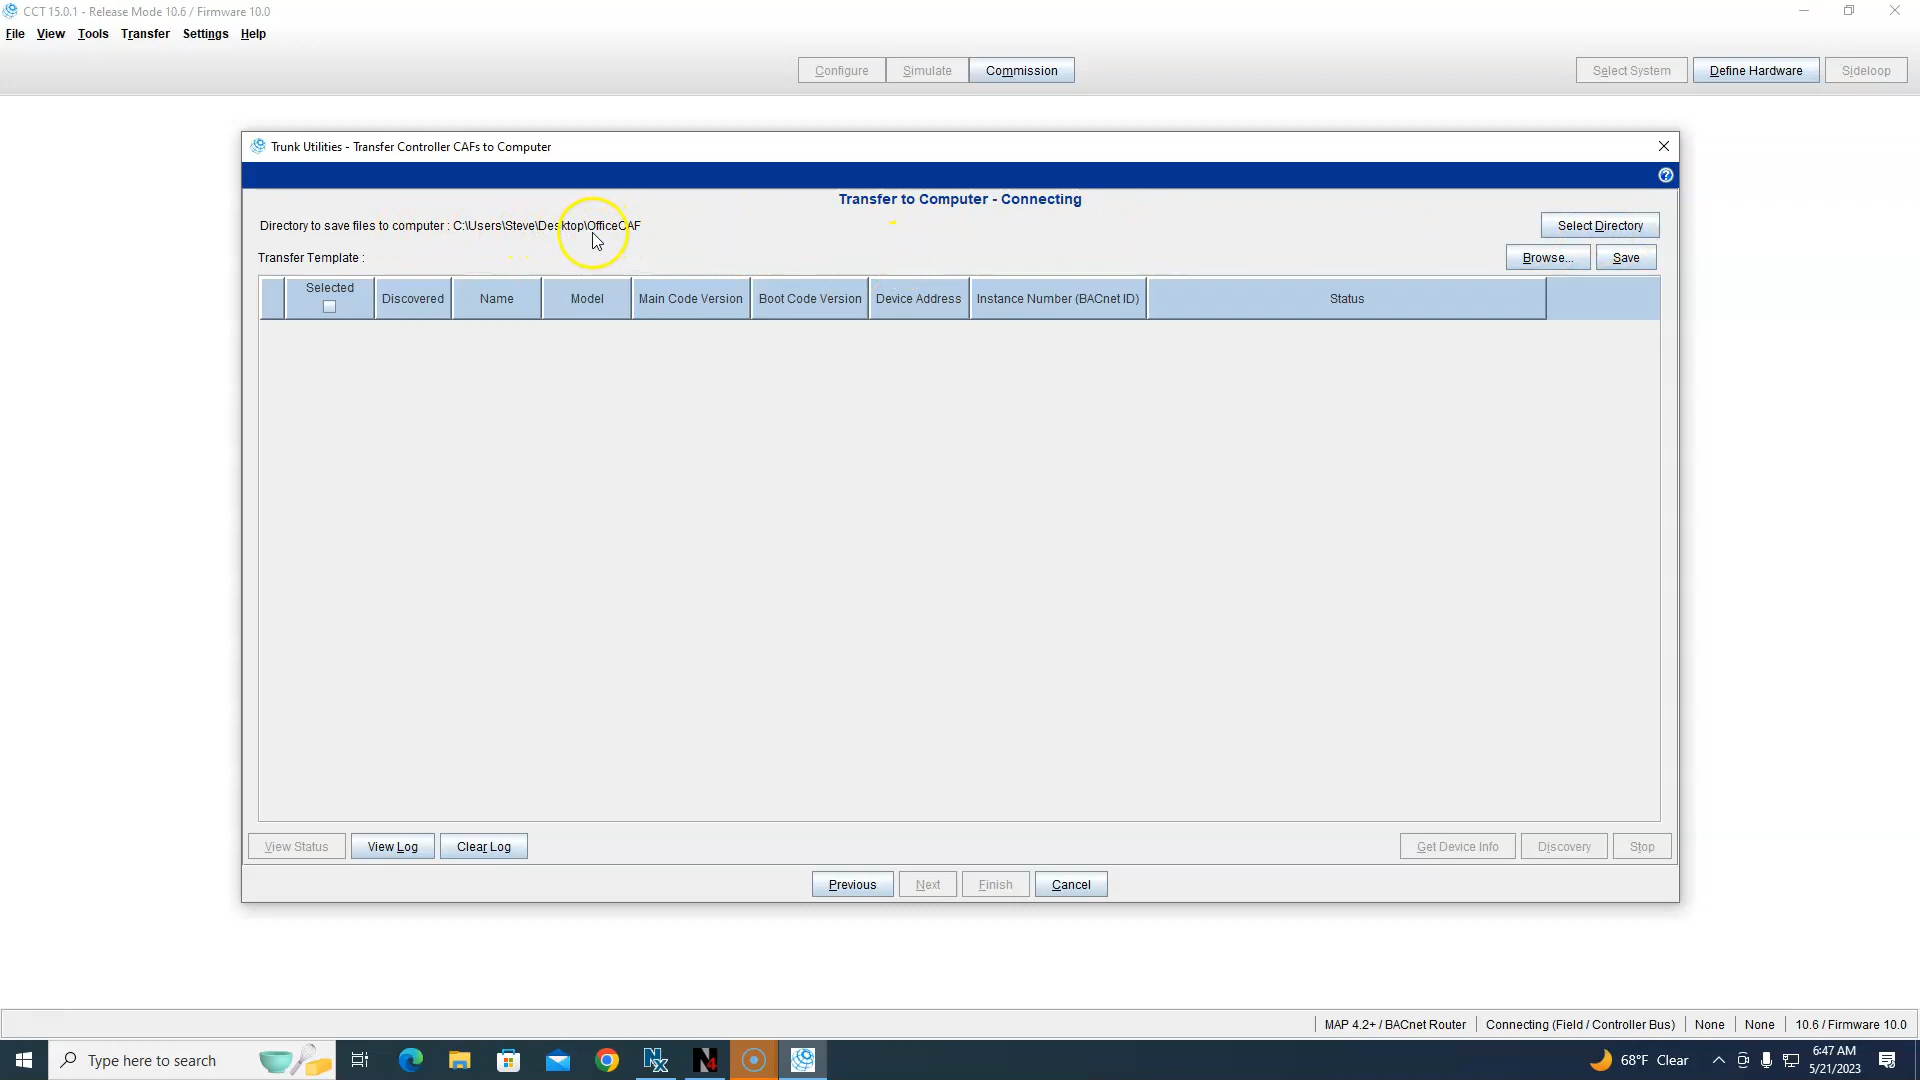 CCT 15.0.1 - Release Mode 10.6 / Firmware 10.0
File View Tools Transfer Settings Help
Configure Simulate Commission Select System Define Hardware Sideloop
Trunk Utilities - Transfer Controller CAFs to Computer
Transfer to Computer - Connecting
Directory to save files to computer : C:\Users\Steve\Desktop\OfficeCAF Select Directory
Transfer Template : Browse... Save
Selected Discovered Name Model Main Code Version Boot Code Version Device Address Instance Number (BACnet ID) Status
View Status View Log Clear Log Get Device Info Discovery Stop
Previous Next Finish Cancel
MAP 4.2+ / BACnet Router Connecting (Field / Controller Bus) None None 10.6 / Firmware 10.0
Type here to search 68°F Clear 6:47 AM
5/21/2023